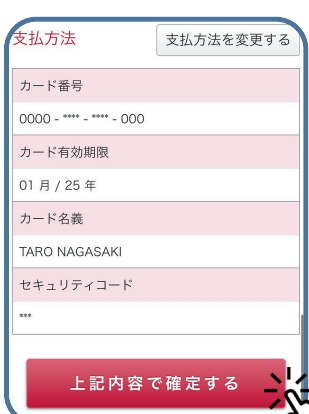 支払方法
支払方法を変更する
カード番号
0000 - **** - **** - 000
カード有効期限
01 月 / 25 年
カード名義
TARO NAGASAKI
セキュリティコード
***
上記内容で確定する